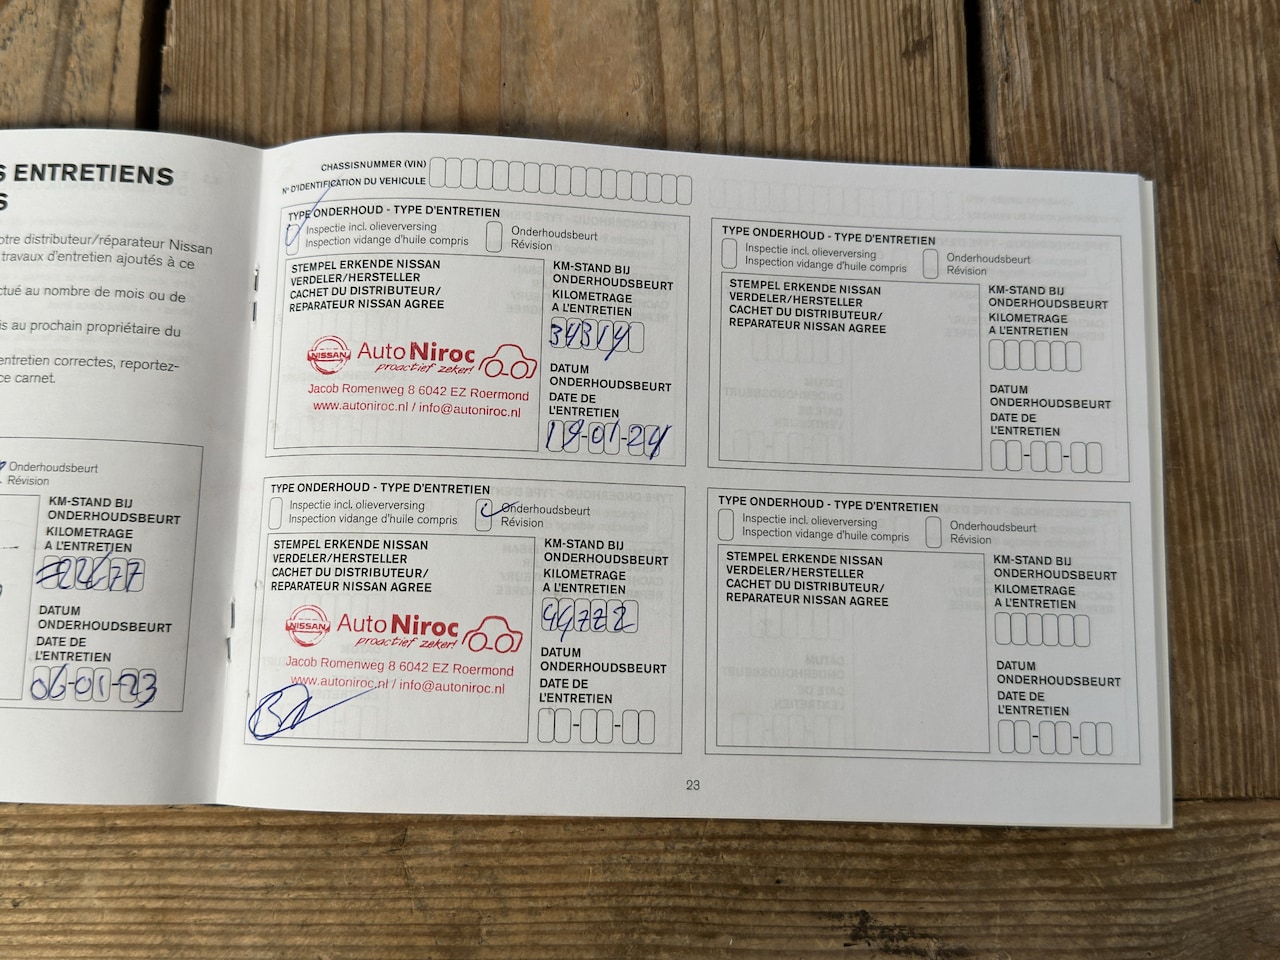 S ENTRETIENS
S
otre distributeur/réparateur Nissan
travaux d'entretien ajoutés à ce
ctué au nombre de mois ou de
is au prochain propriétaire du
entretien correctes, reportez-
ce carnet.
Onderhoudsbeurt
Révision
KM-STAND BIJ
ONDERHOUDSBEURT
KILOMETRAGE
A L'ENTRETIEN
22477
DATUM
ONDERHOUDSBEURT
DATE DE
L'ENTRETIEN
06-01-23
CHASSISNUMMER (VIN)
N° D'IDENTIFICATION DU VEHICULE
TYPE ONDERHOUD - TYPE D'ENTRETIEN
Inspectie incl. olieverversing
Inspection vidange d'huile compris
Onderhoudsbeurt
Révision
STEMPEL ERKENDE NISSAN
VERDELER/HERSTELLER
CACHET DU DISTRIBUTEUR/
REPARATEUR NISSAN AGREE
NISSAN Auto Niroc
proactief zeker!
Jacob Romenweg 8 6042 EZ Roermond
www.autoniroc.nl / info@autoniroc.nl
KM-STAND BIJ
ONDERHOUDSBEURT
KILOMETRAGE
A L'ENTRETIEN
34314
DATUM
ONDERHOUDSBEURT
DATE DE
L'ENTRETIEN
19-01-24
TYPE ONDERHOUD - TYPE D'ENTRETIEN
Inspectie incl. olieverversing
Inspection vidange d'huile compris
Onderhoudsbeurt
Révision
STEMPEL ERKENDE NISSAN
VERDELER/HERSTELLER
CACHET DU DISTRIBUTEUR/
REPARATEUR NISSAN AGREE
NISSAN Auto Niroc
proactief zeker!
Jacob Romenweg 8 6042 EZ Roermond
www.autoniroc.nl / info@autoniroc.nl
KM-STAND BIJ
ONDERHOUDSBEURT
KILOMETRAGE
A L'ENTRETIEN
44722
DATUM
ONDERHOUDSBEURT
DATE DE
L'ENTRETIEN
TYPE ONDERHOUD - TYPE D'ENTRETIEN
Inspectie incl. olieverversing
Inspection vidange d'huile compris
Onderhoudsbeurt
Révision
STEMPEL ERKENDE NISSAN
VERDELER/HERSTELLER
CACHET DU DISTRIBUTEUR/
REPARATEUR NISSAN AGREE
KM-STAND BIJ
ONDERHOUDSBEURT
KILOMETRAGE
A L'ENTRETIEN
DATUM
ONDERHOUDSBEURT
DATE DE
L'ENTRETIEN
TYPE ONDERHOUD - TYPE D'ENTRETIEN
Inspectie incl. olieverversing
Inspection vidange d'huile compris
Onderhoudsbeurt
Révision
STEMPEL ERKENDE NISSAN
VERDELER/HERSTELLER
CACHET DU DISTRIBUTEUR/
REPARATEUR NISSAN AGREE
KM-STAND BIJ
ONDERHOUDSBEURT
KILOMETRAGE
A L'ENTRETIEN
DATUM
ONDERHOUDSBEURT
DATE DE
L'ENTRETIEN
23